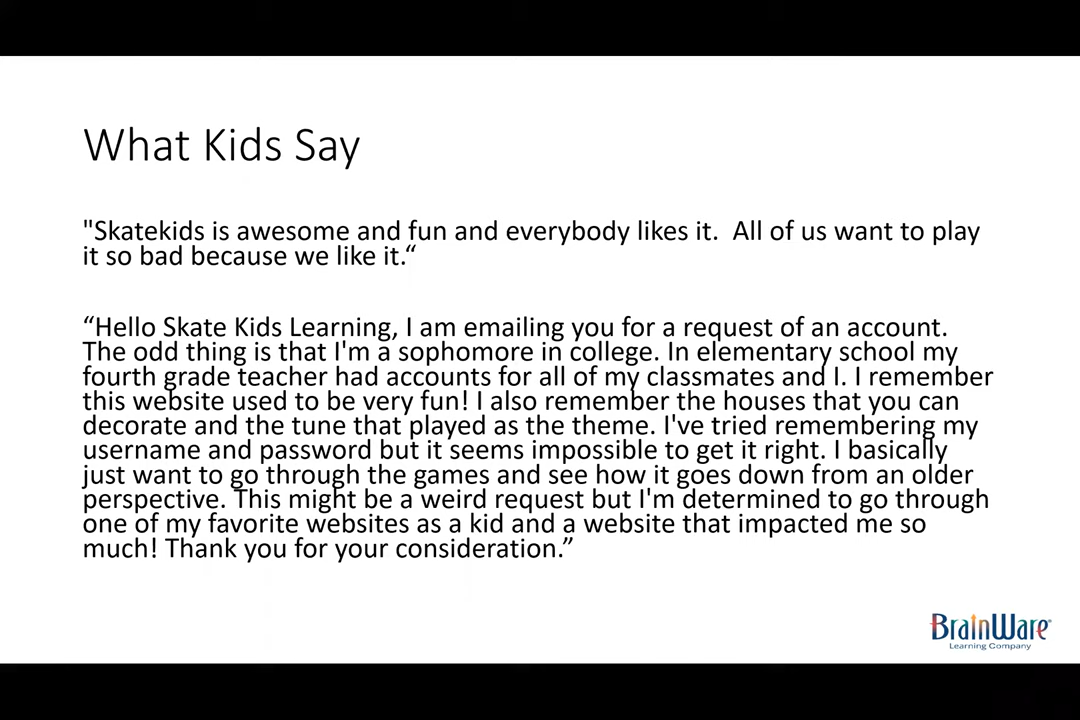 What Kids Say
"Skatekids is awesome and fun and everybody likes it.  All of us want to play
it so bad because we like it.“
“Hello Skate Kids Learning, I am emailing you for a request of an account.
The odd thing is that I'm a sophomore in college. In elementary school my
fourth grade teacher had accounts for all of my classmates and I. I remember
this website used to be very fun! I also remember the houses that you can
decorate and the tune that played as the theme. I've tried remembering my
username and password but it seems impossible to get it right. I basically
just want to go through the games and see how it goes down from an older
perspective. This might be a weird request but I'm determined to go through
one of my favorite websites as a kid and a website that impacted me so
much! Thank you for your consideration.”
BrainWare®
Learning Company